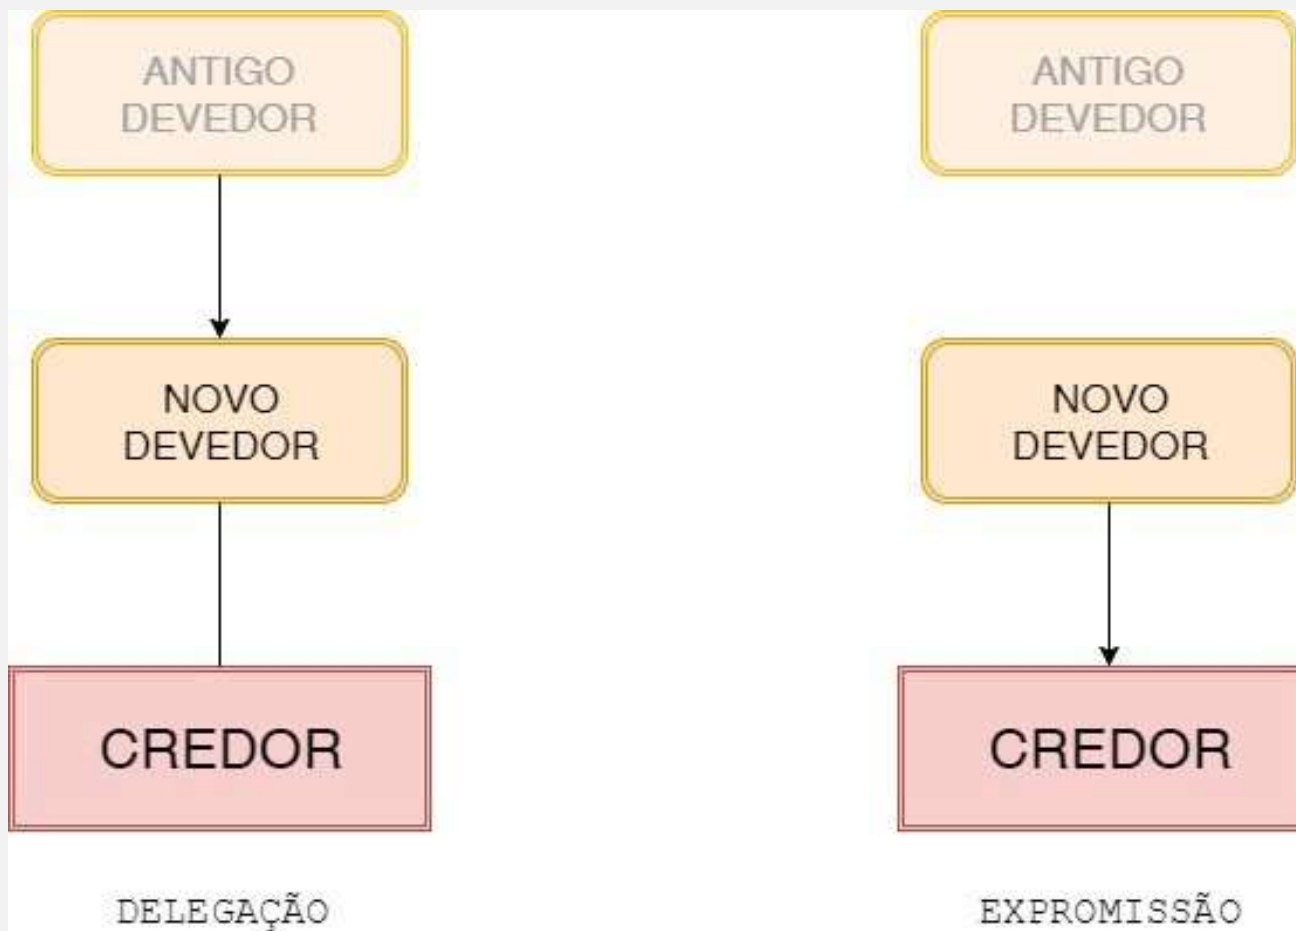 ANTIGO
DEVEDOR
NOVO
DEVEDOR
CREDOR
DELEGAÇÃO
ANTIGO
DEVEDOR
NOVO
DEVEDOR
CREDOR
EXPROMISSÃO